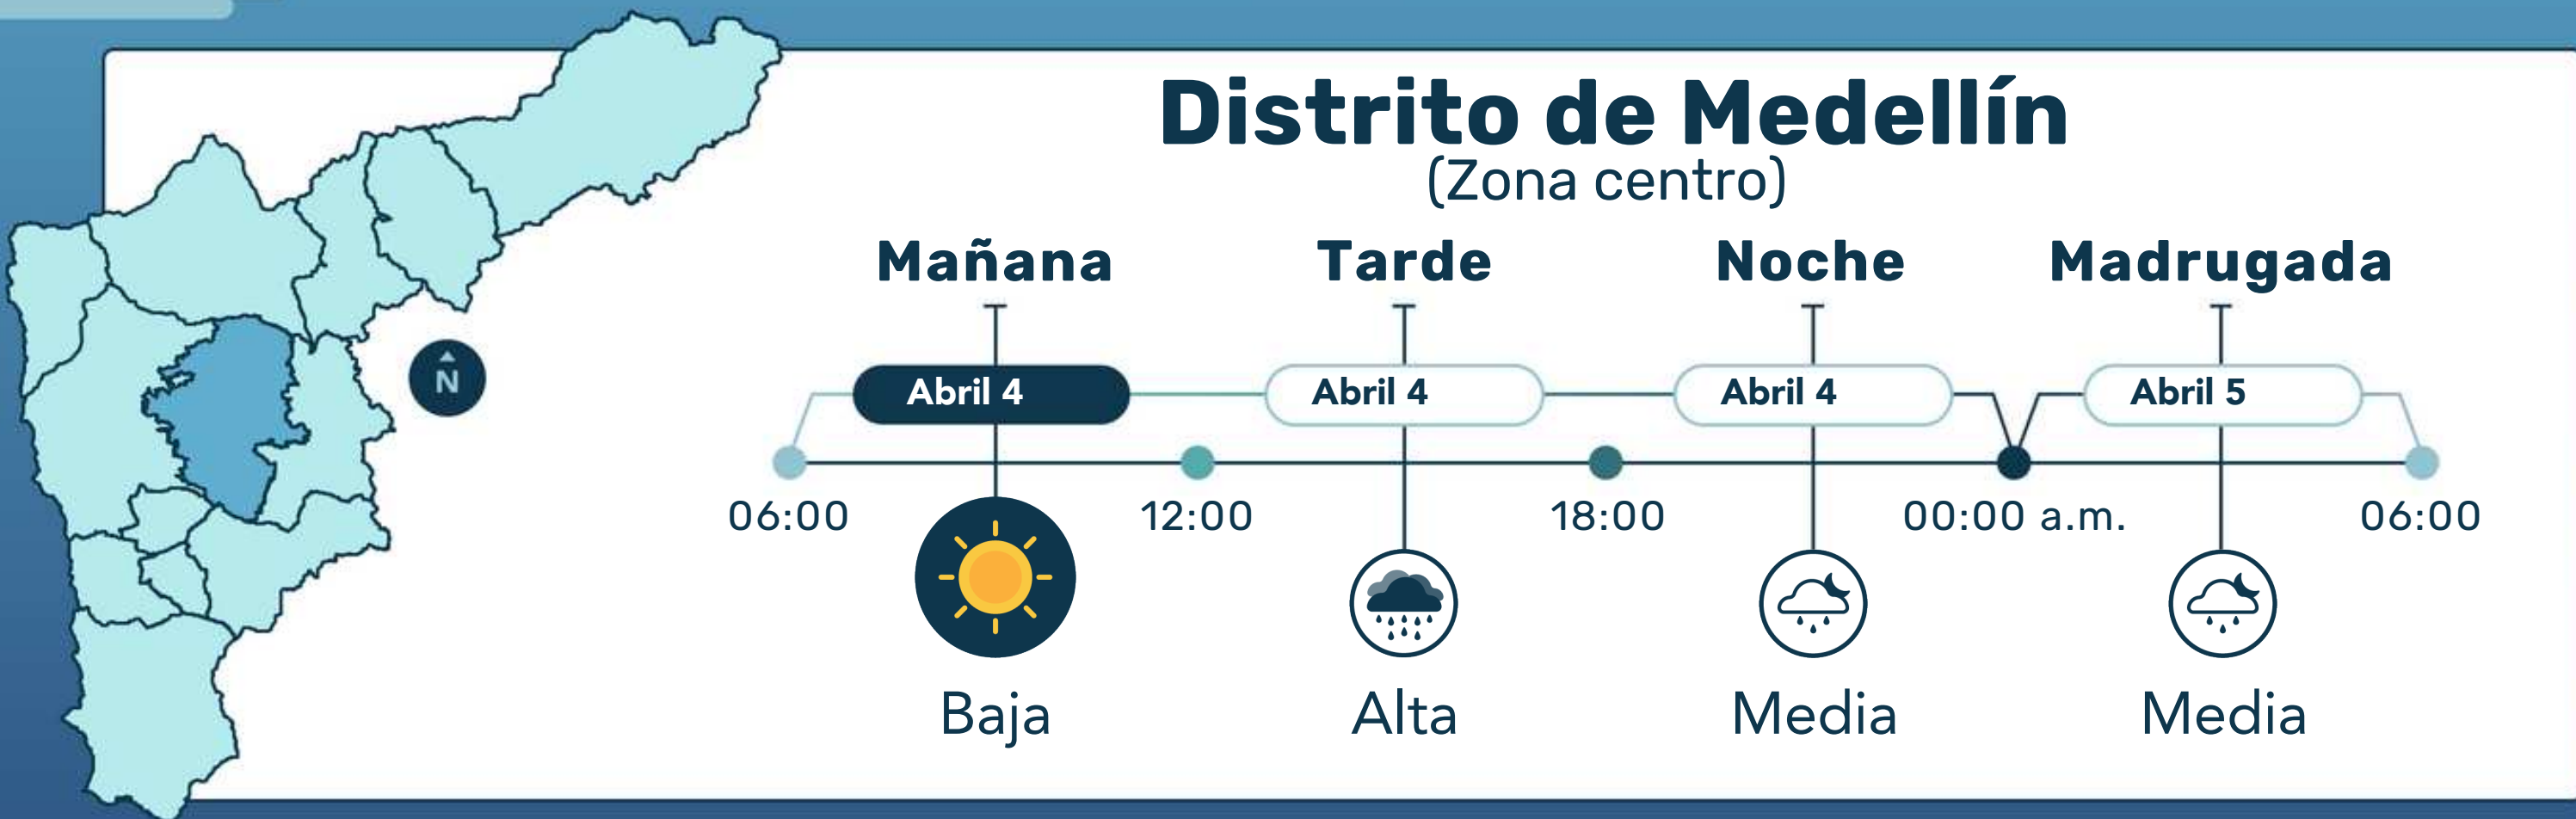 Distrito de Medellín
(Zona centro)
Mañana Tarde Noche Madrugada
Abril 4 Abril 4 Abril 4 Abril 5
N
06:00 12:00 18:00 00:00 a.m. 06:00
Baja Alta Media Media